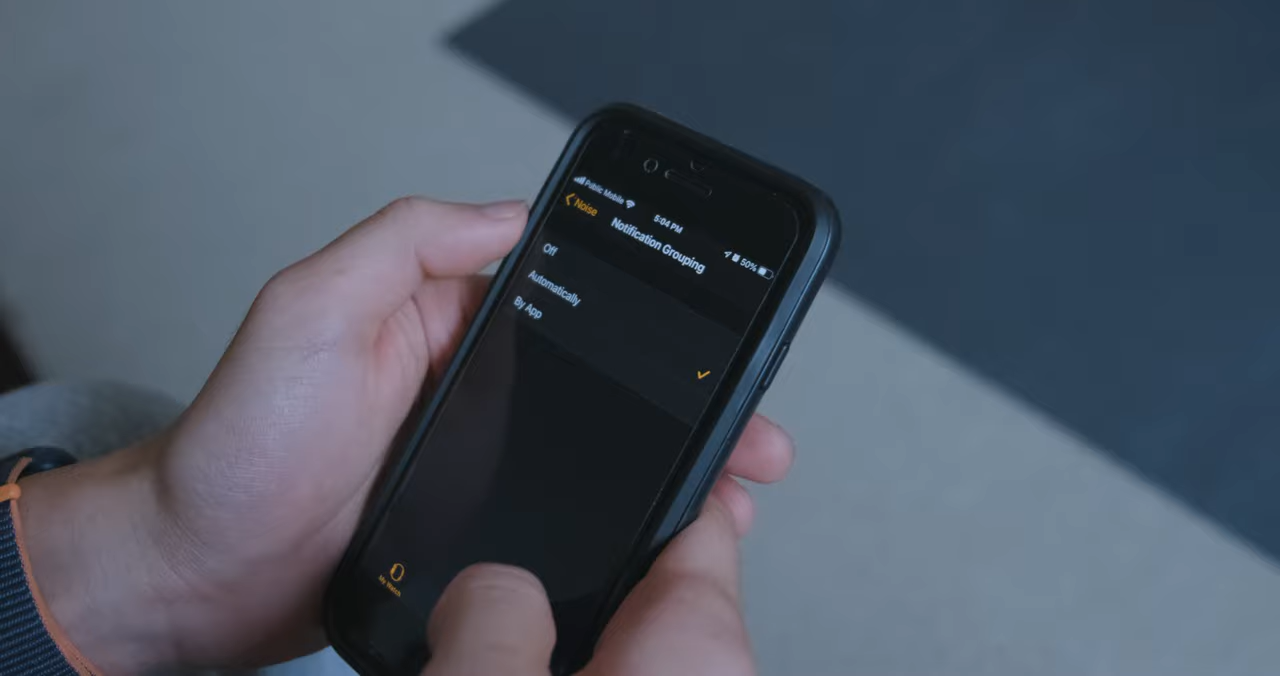 Public Mobile
5:04 PM
50%
Noise
Notification Grouping
Off
Automatically
By App
My Watch